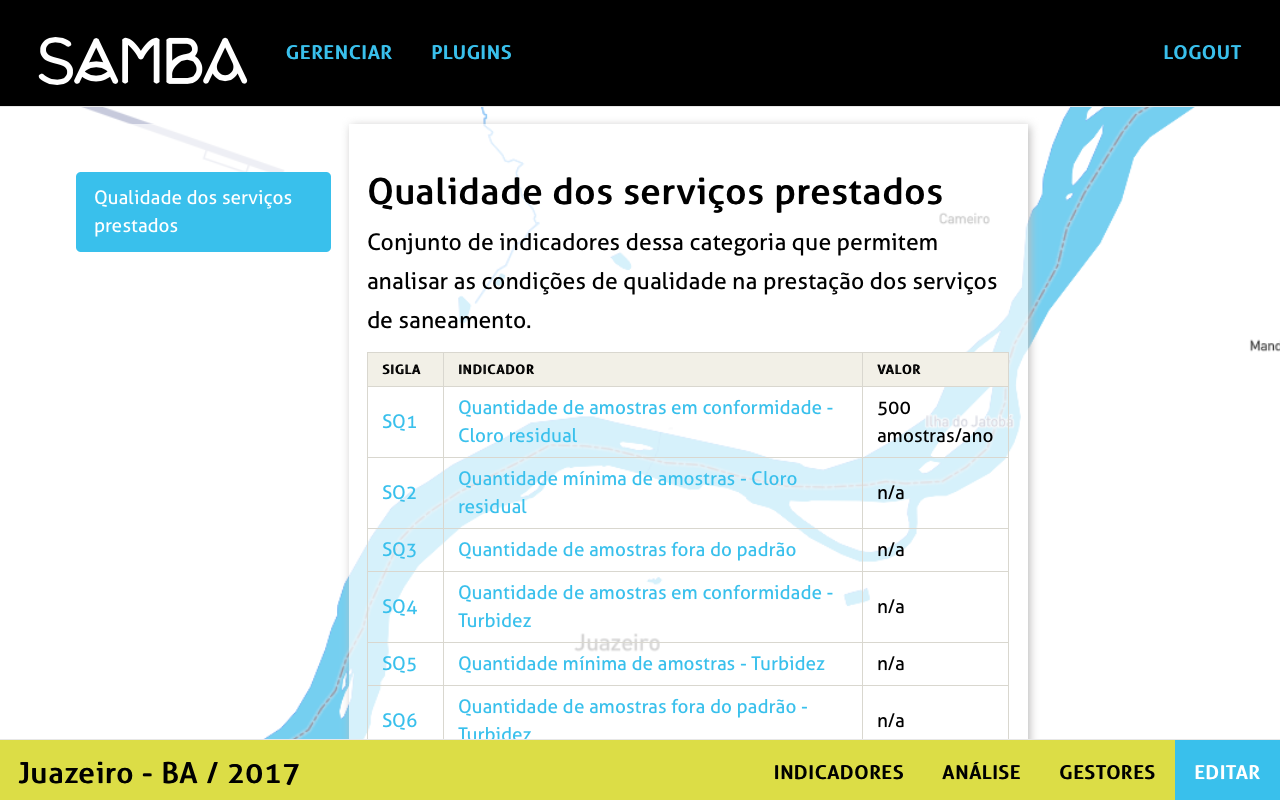 SAMBA
GERENCIAR
PLUGINS
LOGOUT
Qualidade dos serviços
prestados
Qualidade dos serviços prestados
Cameiro
Conjunto de indicadores dessa categoria que permitem
analisar as condições de qualidade na prestação dos serviços
de saneamento.
SIGLA
INDICADOR
VALOR
SQ1
Quantidade de amostras em conformidade -
Cloro residual
500
amostras/ano
Ilha do Jatobá
SQ2
Quantidade mínima de amostras - Cloro
residual
n/a
SQ3
Quantidade de amostras fora do padrão
n/a
SQ4
Quantidade de amostras em conformidade -
Turbidez
n/a
Juazeiro
SQ5
Quantidade mínima de amostras - Turbidez
n/a
SQ6
Quantidade de amostras fora do padrão -
Turbidez
n/a
Juazeiro - BA / 2017
INDICADORES
ANÁLISE
GESTORES
EDITAR